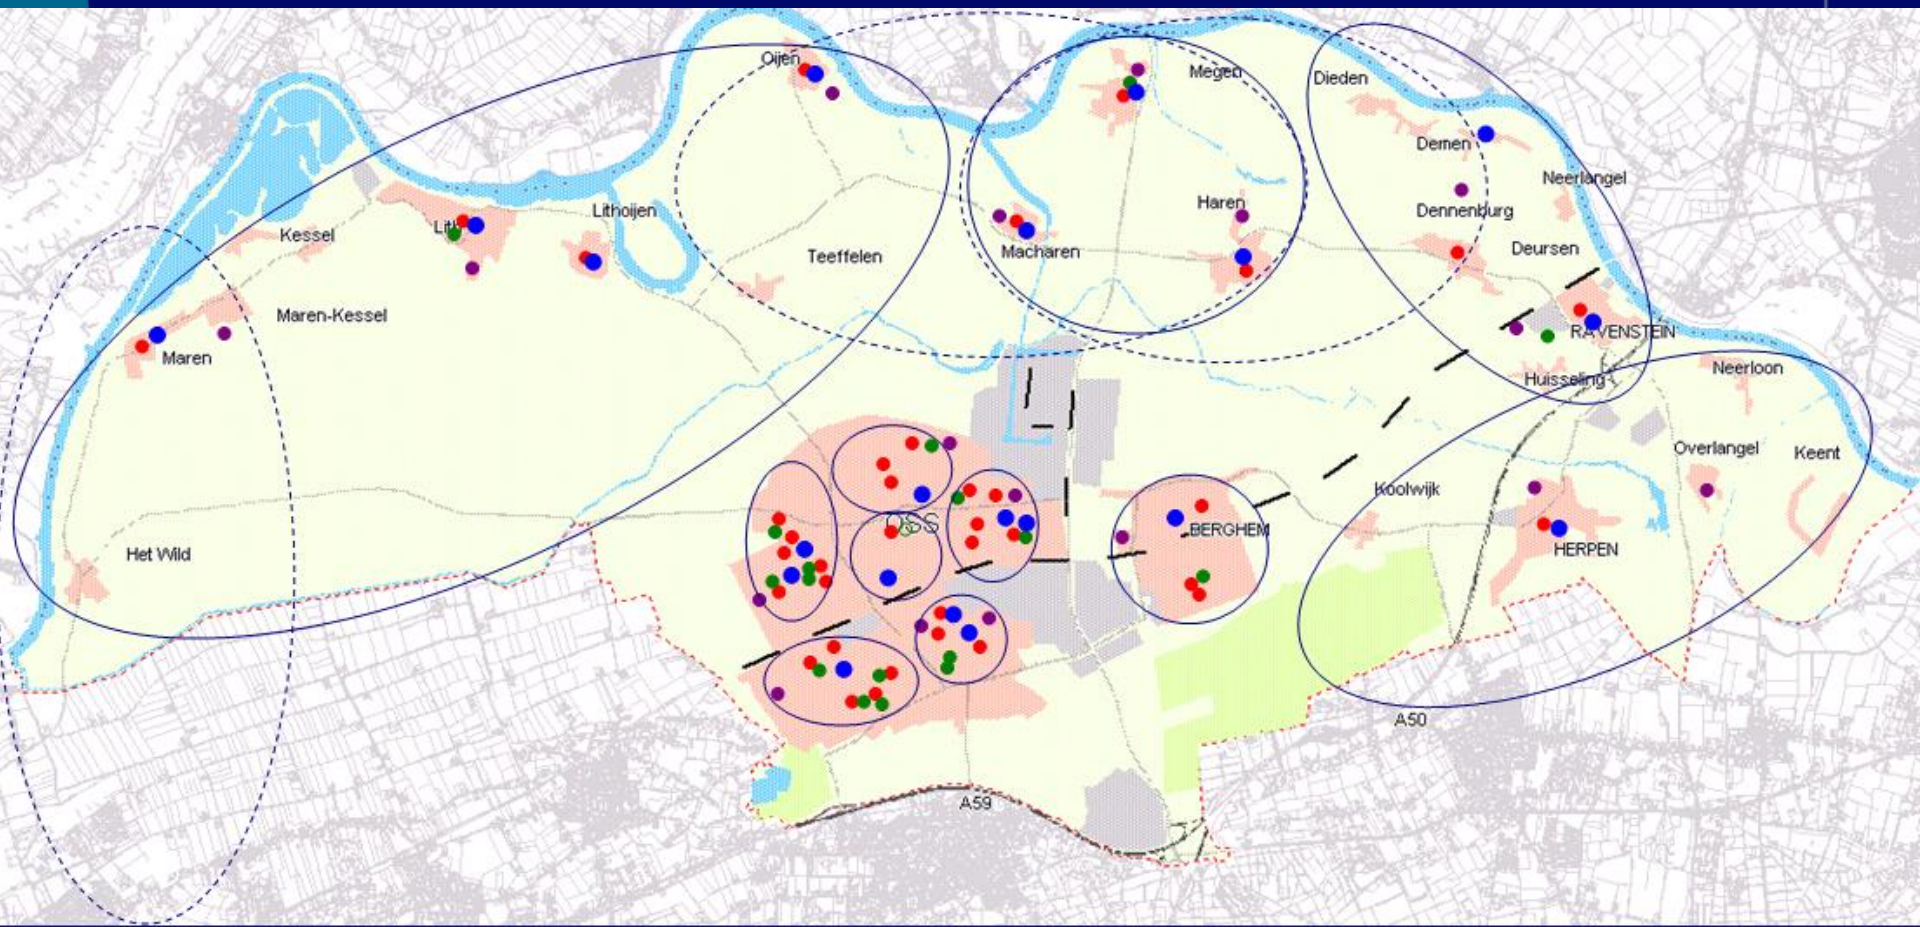 Oijen
Megen
Dieden
Demen
Neerlangel
Lith
Lithoijen
Kessel
Haren
Dennenburg
Macharen
Teeffelen
Deursen
Maren-Kessel
Maren
RAVENSTEIN
Huisseling
Neerloon
Overlangel
Keent
Koolwijk
OSS
BERGHEM
HERPEN
Het Wild
A50
A59